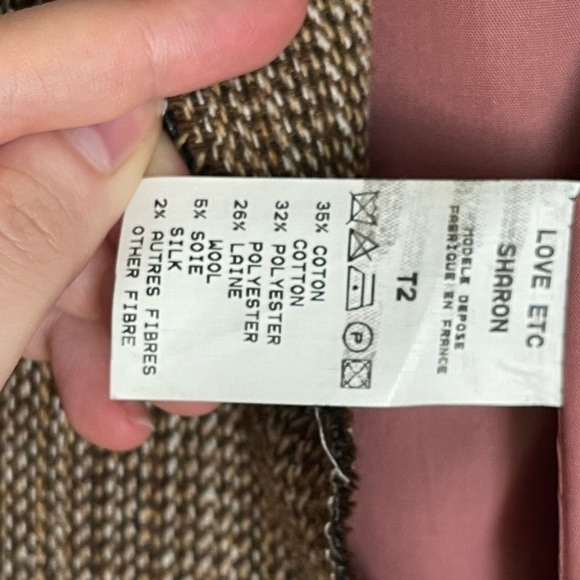 LOVE ETC
SHARON
MODELE DEPOSE
FABRIQUE EN FRANCE
T2
P
35% COTON
COTTON
32% POLYESTER
POLYESTER
26% LAINE
WOOL
5% SOIE
SILK
2% AUTRES FIBRES
OTHER FIBRE